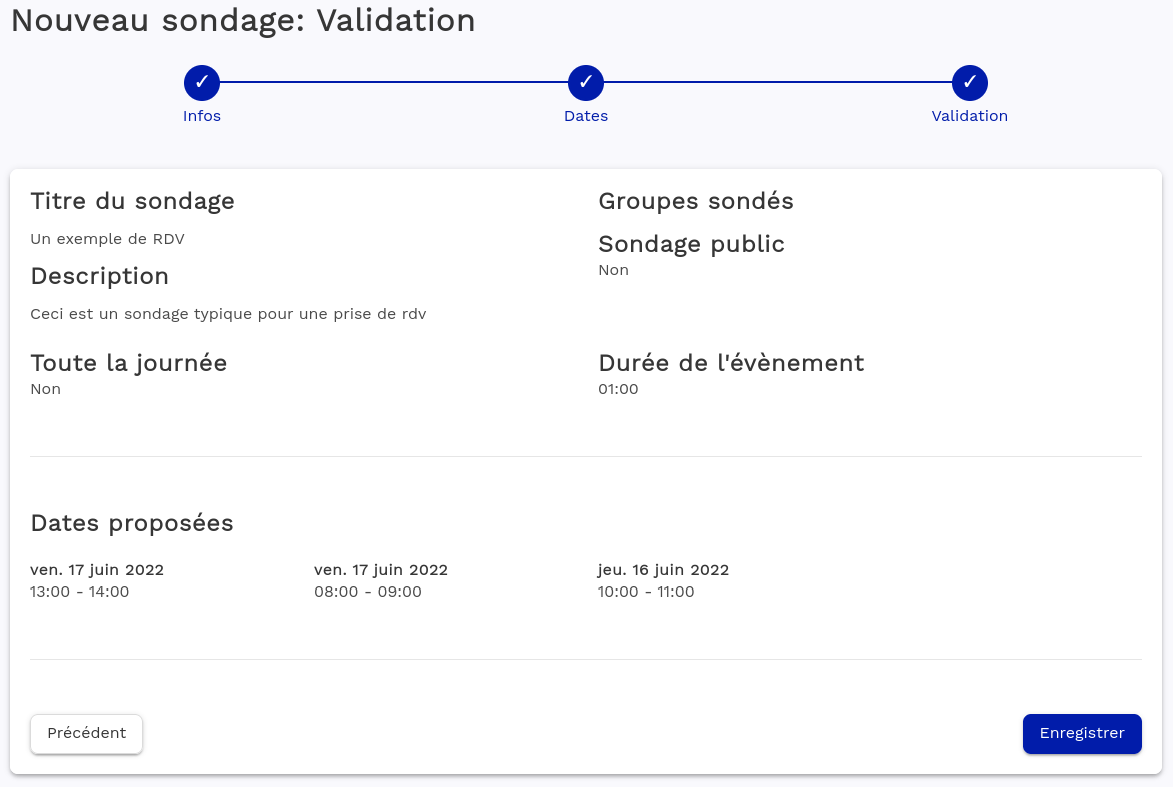 Nouveau sondage: Validation
✓ ✓ ✓
Infos Dates Validation
Titre du sondage
Un exemple de RDV
Description
Ceci est un sondage typique pour une prise de rdv
Groupes sondés
Sondage public
Non
Toute la journée
Non
Durée de l'évènement
01:00
Dates proposées
ven. 17 juin 2022
13:00 - 14:00
ven. 17 juin 2022
08:00 - 09:00
jeu. 16 juin 2022
10:00 - 11:00
Précédent
Enregistrer